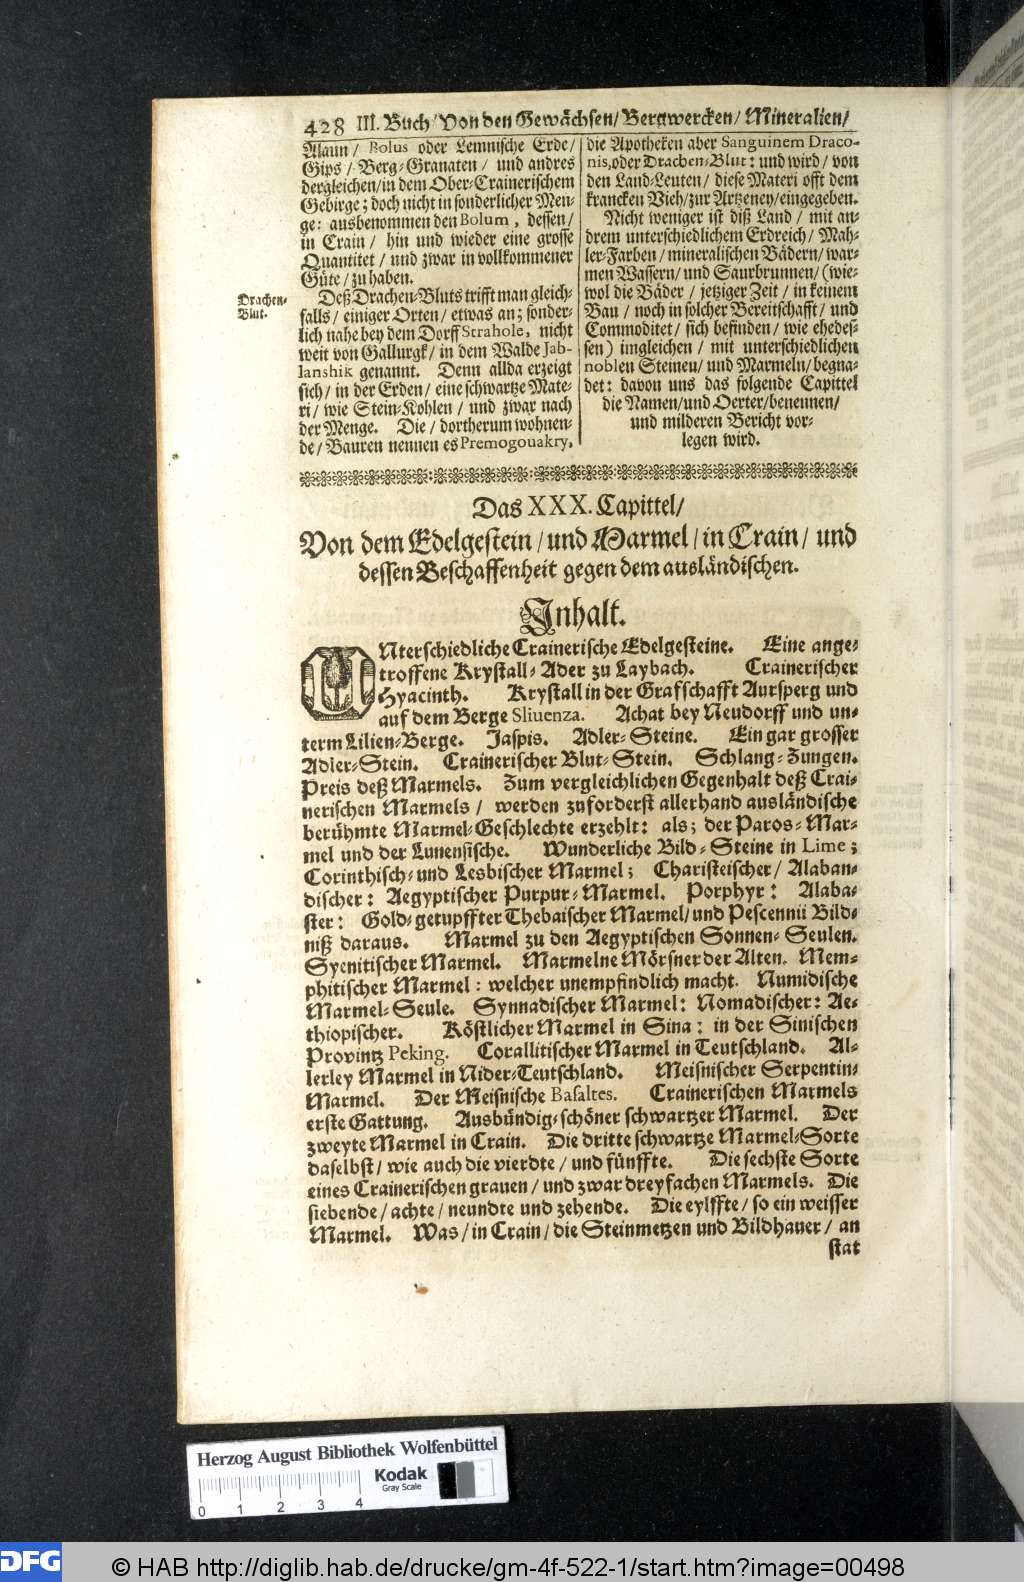 428 III. Buch/Von den Gewächsen/Bergwercken/Mineralien/
Alaun/ Bolus oder Lemnische Erde/
Gips/ Berg-Granaten/ und andres
dergleichen/in dem Ober-Crainerischem
Gebirge; doch nicht in sonderlicher Men-
ge: ausbenommen den Bolum, dessen/
in Crain/ hin und wieder eine grosse
Quantitet/ und zwar in vollkommener
Güte/zu haben.
Drachen-
Blut.
Deß Drachen-Bluts trifft man gleich-
falls/ einiger Orten/ etwas an; sonder-
lich nahe bey dem Dorff Strahole, nicht
weit von Gallurgk/ in dem Walde Jab-
lanshik genannt. Denn allda erzeigt
sich/ in der Erden/ eine schwartze Mate-
ri/ wie Stein-Kohlen/ und zwar nach
der Menge. Die/ dortherum wohnen-
de/ Bauren nennen es Premogouakry,
die Apotheken aber Sanguinem Draco-
nis, oder Drachen-Blut: und wird/ von
den Land-Leuten/ diese Materi offt dem
krancken Vieh/zur Artzeney/eingegeben.
Nicht weniger ist diß Land/ mit an-
drem unterschiedlichem Erdreich/ Mah-
ler-Farben/ mineralischen Bädern/war-
men Wassern/und Saurbrunnen/(wie-
wol die Bäder/ jetziger Zeit/ in keinem
Bau/ noch in solcher Bereitschafft/ und
Commoditet/ sich befinden/ wie ehedes-
sen) imgleichen/ mit unterschiedlichen
noblen Steinen/ und Marmeln/begna-
det: davon uns das folgende Capittel
die Namen/und Oerter/benennen/
und milderen Bericht vor-
legen wird.
Das XXX. Capittel/
Von dem Edelgestein/und Marmel/in Crain/ und
dessen Beschaffenheit gegen dem ausländischen.
Inhalt.
UNterschiedliche Crainerische Edelgesteine. Eine ange-
troffene Krystall-Ader zu Laybach. Crainerischer
Hyacinth. Krystall in der Grafschafft Aursperg und
auf dem Berge Sliuenza. Achat bey Neudorff und un-
term Lilien-Berge. Jaspis. Adler-Steine. Ein gar grosser
Adler-Stein. Crainerischer Blut-Stein. Schlang-Zungen.
Preis deß Marmels. Zum vergleichlichen Gegenhalt deß Crai-
nerischen Marmels/ werden zuforderst allerhand ausländische
berühmte Marmel-Geschlechte erzehlt: als; der Paros-Mar-
mel und der Lunensische. Wunderliche Bild-Steine in Lime;
Corinthisch-und Lesbischer Marmel; Charisteischer/ Alaban-
discher: Aegyptischer Purpur-Marmel. Porphyr: Alaba-
ster: Gold-getupffter Thebaischer Marmel/und Pescennii Bild-
niß daraus. Marmel zu den Aegyptischen Sonnen-Seulen.
Syenitischer Marmel. Marmelne Mörsner der Alten. Mem-
phitischer Marmel: welcher unempfindlich macht. Numidische
Marmel-Seule. Synnadischer Marmel: Nomadischer: Ae-
thiopischer. Köstlicher Marmel in Sina: in der Sinischen
Provintz Peking. Corallitischer Marmel in Teutschland. Al-
lerley Marmel in Nider-Teutschland. Meisnischer Serpentin-
Marmel. Der Meisnische Basaltes. Crainerischen Marmels
erste Gattung. Ausbündig-schöner schwartzer Marmel. Der
zweyte Marmel in Crain. Die dritte schwartze Marmel-Sorte
daselbst/ wie auch die vierdte/ und fünffte. Die sechste Sorte
eines Crainerischen grauen/ und zwar dreyfachen Marmels. Die
siebende/ achte/ neundte und zehende. Die eylffte/ so ein weisser
Marmel. Was/ in Crain/ die Steinmetzen und Bildhauer/ an
stat
Herzog August Bibliothek Wolfenbüttel
Kodak
Gray Scale
0 1 2 3 4
DFG © HAB http://diglib.hab.de/drucke/gm-4f-522-1/start.htm?image=00498